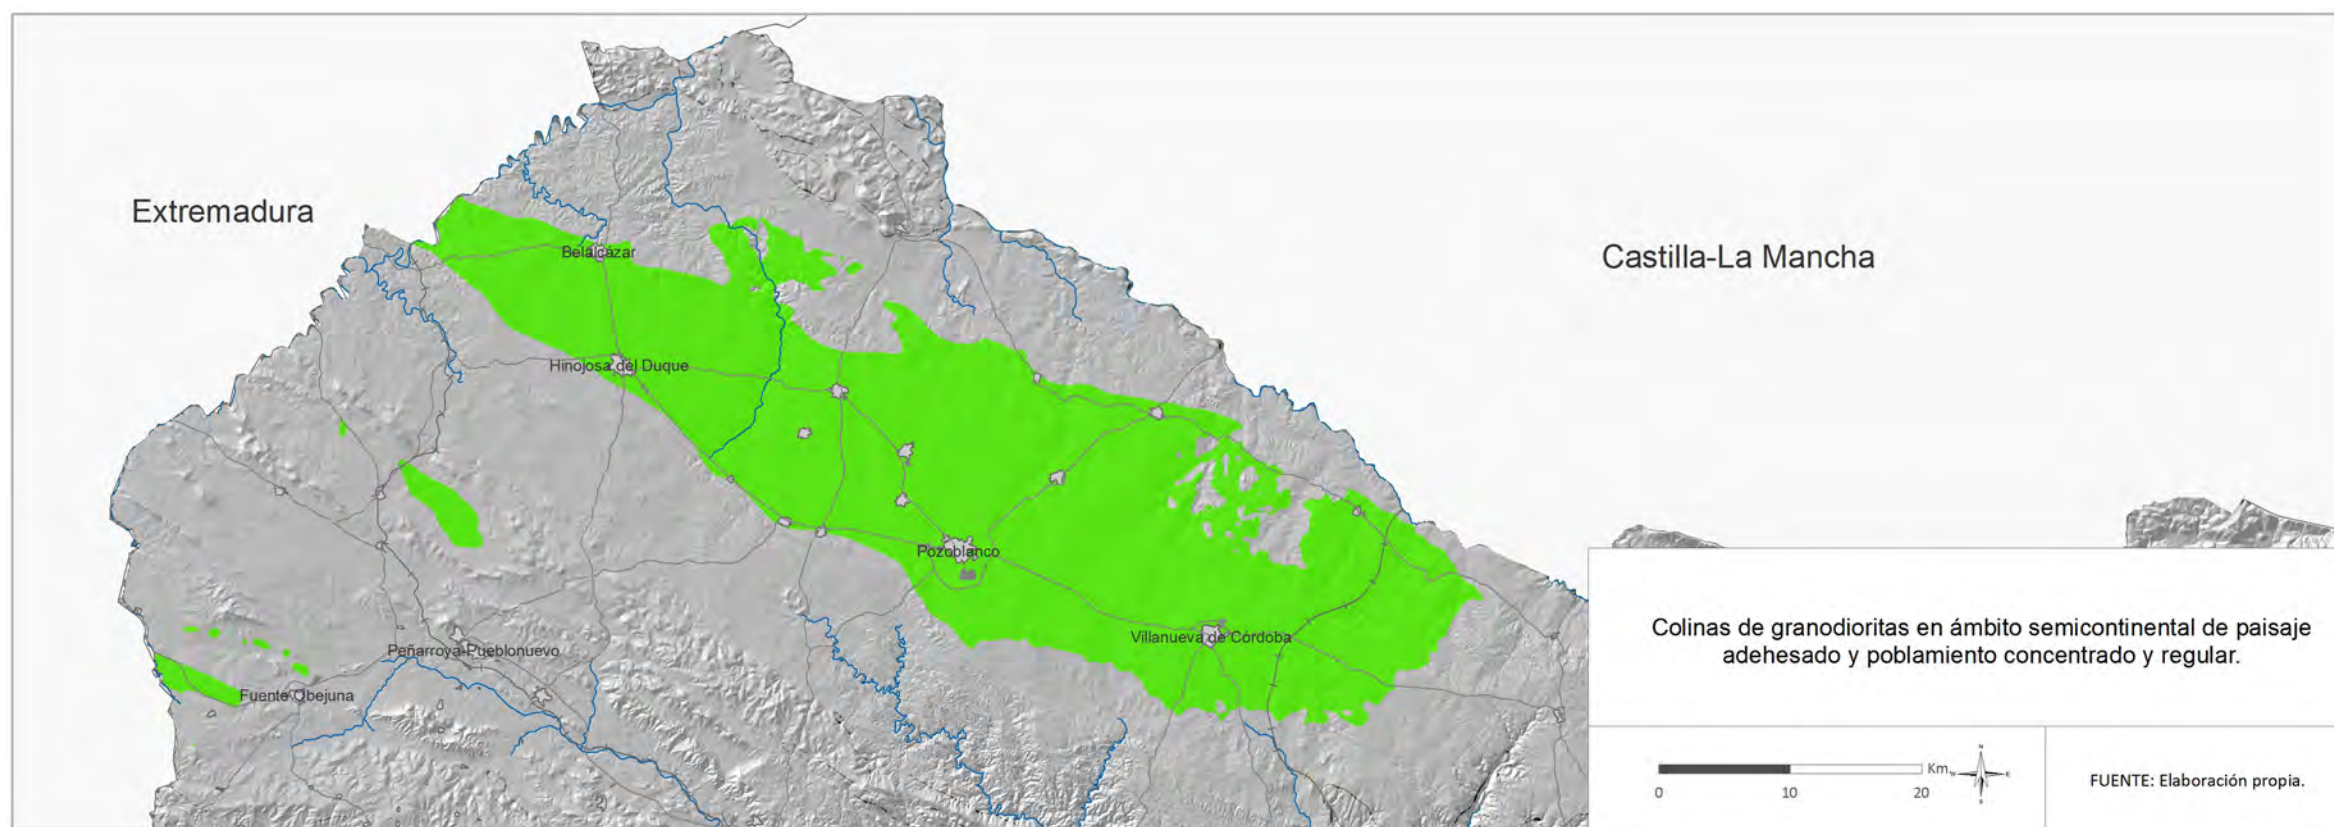 Extremadura
Castilla-La Mancha
Belalcázar
Hinojosa del Duque
Pozoblanco
Villanueva de Córdoba
Peñarroya-Pueblonuevo
Fuente Obejuna
Colinas de granodioritas en ámbito semicontinental de paisaje
adehesado y poblamiento concentrado y regular.
Km
0 10 20
N
W E
S
FUENTE: Elaboración propia.